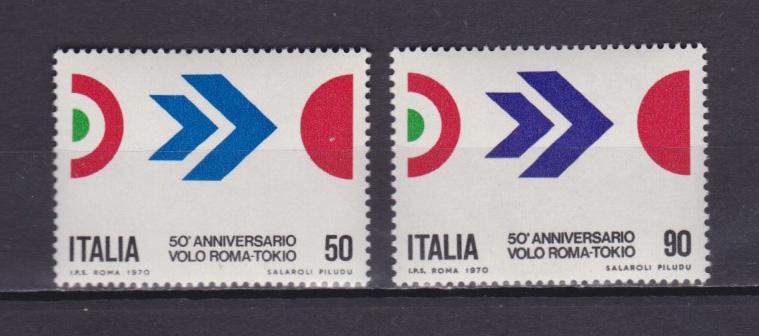 ITALIA
50° ANNIVERSARIO
VOLO ROMA-TOKIO
50
I.P.S. ROMA 1970
SALAROLI PILUDU
ITALIA
50° ANNIVERSARIO
VOLO ROMA-TOKIO
90
I.P.S. ROMA 1970
SALAROLI PILUDU